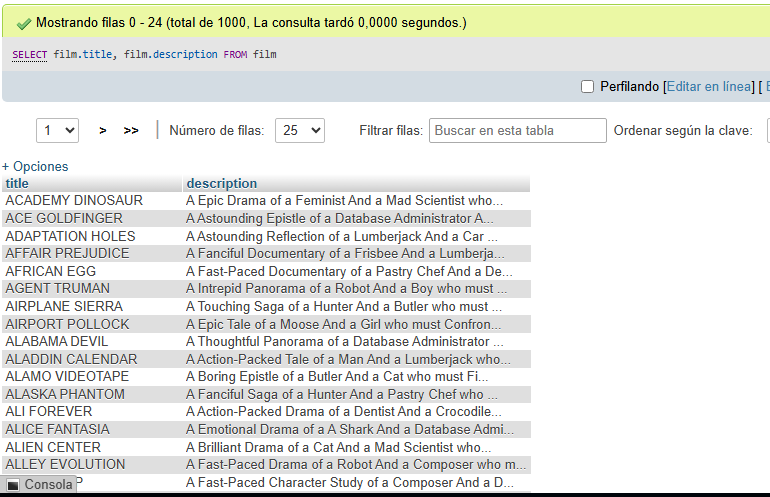 Mostrando filas 0 - 24 (total de 1000, La consulta tardó 0,0000 segundos.)
SELECT film.title, film.description FROM film
Perfilando [Editar en línea] [
1 > >> Número de filas: 25 Filtrar filas: Buscar en esta tabla Ordenar según la clave:
+ Opciones
title description
ACADEMY DINOSAUR A Epic Drama of a Feminist And a Mad Scientist who...
ACE GOLDFINGER A Astounding Epistle of a Database Administrator A...
ADAPTATION HOLES A Astounding Reflection of a Lumberjack And a Car ...
AFFAIR PREJUDICE A Fanciful Documentary of a Frisbee And a Lumberja...
AFRICAN EGG A Fast-Paced Documentary of a Pastry Chef And a De...
AGENT TRUMAN A Intrepid Panorama of a Robot And a Boy who must ...
AIRPLANE SIERRA A Touching Saga of a Hunter And a Butler who must ...
AIRPORT POLLOCK A Epic Tale of a Moose And a Girl who must Confron...
ALABAMA DEVIL A Thoughtful Panorama of a Database Administrator ...
ALADDIN CALENDAR A Action-Packed Tale of a Man And a Lumberjack who...
ALAMO VIDEOTAPE A Boring Epistle of a Butler And a Cat who must Fi...
ALASKA PHANTOM A Fanciful Saga of a Hunter And a Pastry Chef who ...
ALI FOREVER A Action-Packed Drama of a Dentist And a Crocodile...
ALICE FANTASIA A Emotional Drama of a A Shark And a Database Admi...
ALIEN CENTER A Brilliant Drama of a Cat And a Mad Scientist who...
ALLEY EVOLUTION A Fast-Paced Drama of a Robot And a Composer who m...
Consola P A Fast-Paced Character Study of a Composer And a D...